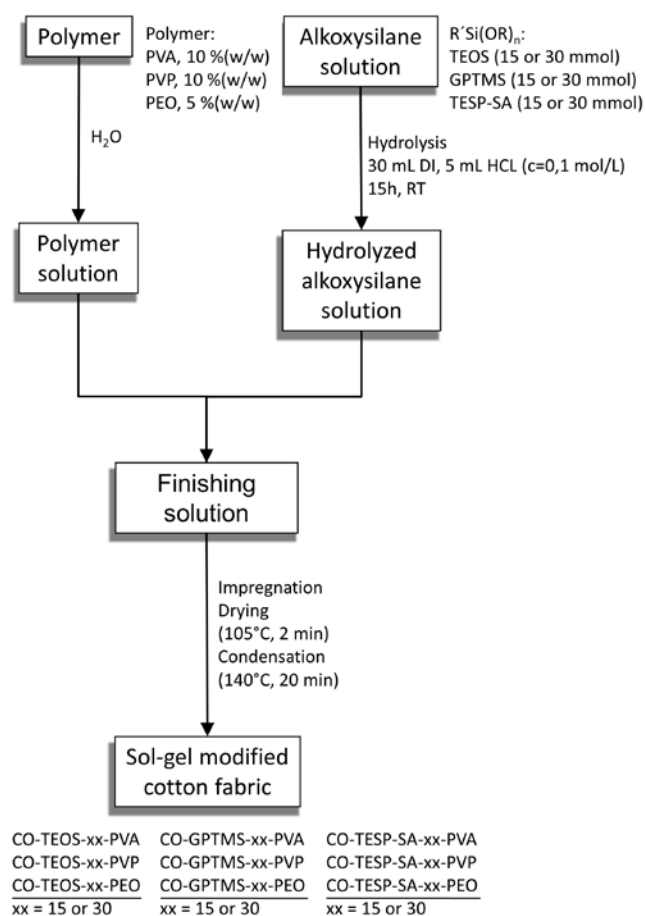 Polymer
Polymer:
PVA, 10 %(w/w)
PVP, 10 %(w/w)
PEO, 5 %(w/w)
Alkoxysilane
solution
R´Si(OR)ₙ:
TEOS (15 or 30 mmol)
GPTMS (15 or 30 mmol)
TESP-SA (15 or 30 mmol)
H₂O
Hydrolysis
30 mL DI, 5 mL HCL (c=0,1 mol/L)
15h, RT
Polymer
solution
Hydrolyzed
alkoxysilane
solution
Finishing
solution
Impregnation
Drying
(105°C, 2 min)
Condensation
(140°C, 20 min)
Sol-gel modified
cotton fabric
CO-TEOS-xx-PVA
CO-TEOS-xx-PVP
CO-TEOS-xx-PEO
xx = 15 or 30
CO-GPTMS-xx-PVA
CO-GPTMS-xx-PVP
CO-GPTMS-xx-PEO
xx = 15 or 30
CO-TESP-SA-xx-PVA
CO-TESP-SA-xx-PVP
CO-TESP-SA-xx-PEO
xx = 15 or 30